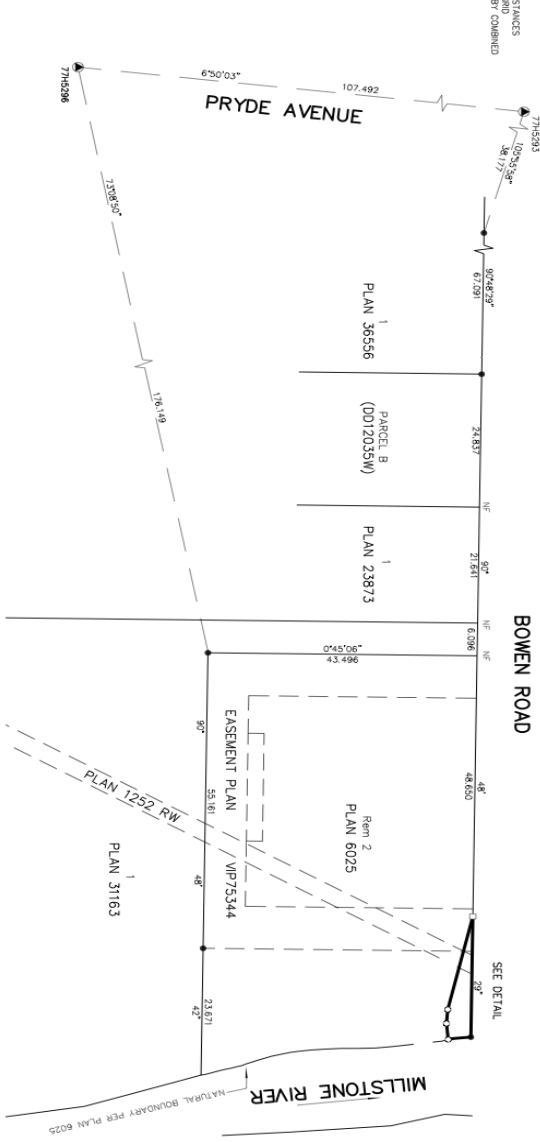 STANCES
RID
BY COMBINED
77H5293
105°35'58"
38.177
6°50'03"
107.492
PRYDE AVENUE
77H5296
73°08'50"
176.149
90°48'29"
67.091
1
PLAN 36556
24.837
PARCEL B
(DD12035W)
NF
90°
21.641
1
PLAN 23873
NF
6.096
NF
BOWEN ROAD
0°45'06"
43.496
48"
48.650
Rem 2
PLAN 6025
EASEMENT PLAN VIP75344
90°
55.161
48'
PLAN 1252 RW
1
PLAN 31163
SEE DETAIL
29"
23.671
42"
MILLSTONE RIVER
NATURAL BOUNDARY PER PLAN 6025